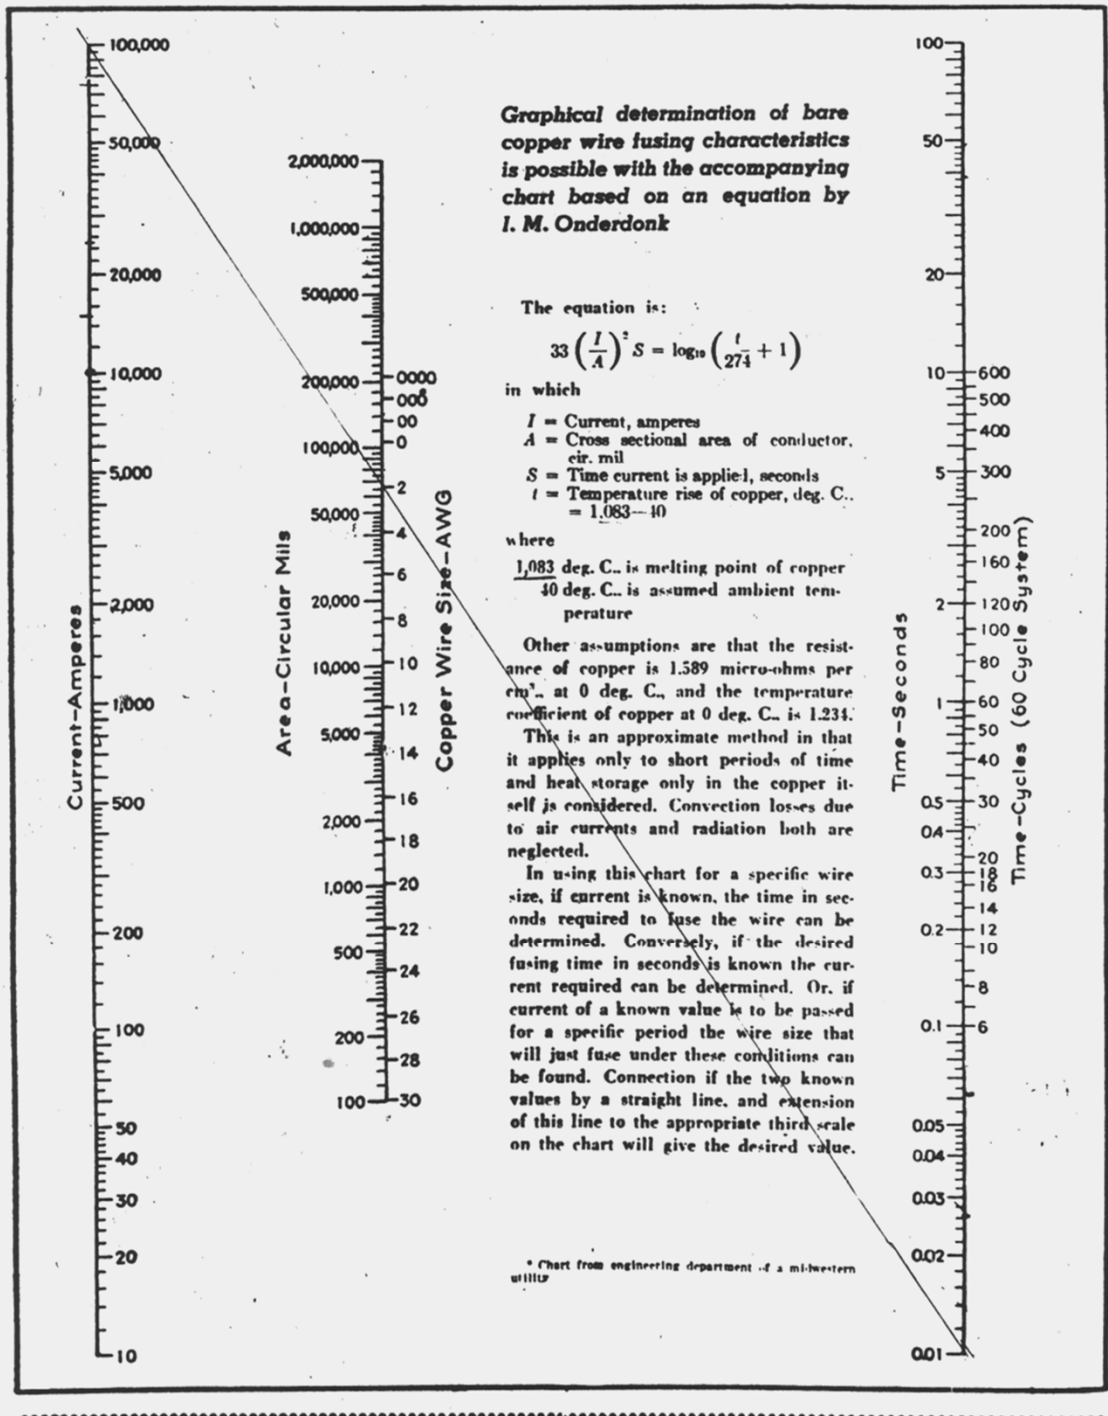 Graphical determination of bare
copper wire fusing characteristics
is possible with the accompanying
chart based on an equation by
I. M. Onderdonk
The equation is:
33 (I/A)² S = log₁₀ (t/274 + 1)
in which
I = Current, amperes
A = Cross sectional area of conductor,
cir. mil
S = Time current is applied, seconds
t = Temperature rise of copper, deg. C..
= 1,083—40
where
1,083 deg. C.. is melting point of copper
40 deg. C.. is assumed ambient tem-
perature
Other assumptions are that the resist-
ance of copper is 1.589 micro-ohms per
cm³., at 0 deg. C., and the temperature
coefficient of copper at 0 deg. C.. is 1.234.
This is an approximate method in that
it applies only to short periods of time
and heat storage only in the copper it-
self is considered. Convection losses due
to air currents and radiation both are
neglected.
In using this chart for a specific wire
size, if current is known, the time in sec-
onds required to fuse the wire can be
determined. Conversely, if the desired
fusing time in seconds is known the cur-
rent required can be determined. Or, if
current of a known value is to be passed
for a specific period the wire size that
will just fuse under these conditions can
be found. Connection if the two known
values by a straight line, and extension
of this line to the appropriate third scale
on the chart will give the desired value.
* Chart from engineering department of a midwestern
utility
Current-Amperes
100,000
50,000
20,000
10,000
5,000
2,000
1,000
500
200
100
50
40
30
20
10
Area-Circular Mils
2,000,000
1,000,000
500,000
200,000
100,000
50,000
20,000
10,000
5,000
2,000
1,000
500
200
100
Copper Wire Size-AWG
0000
000
00
0
2
4
6
8
10
12
14
16
18
20
22
24
26
28
30
Time-Seconds
100
50
20
10
5
2
1
0.5
0.4
0.3
0.2
0.1
0.05
0.04
0.03
0.02
0.01
Time-Cycles (60 Cycle System)
600
500
400
300
200
160
120
100
80
60
50
40
30
20
18
16
14
12
10
8
6